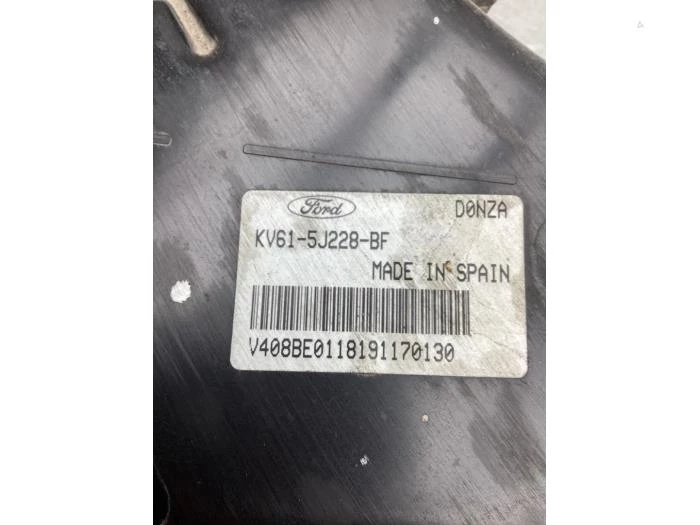 Ford D0NZA
KV61-5J228-BF
MADE IN SPAIN
V408BE0118191170130